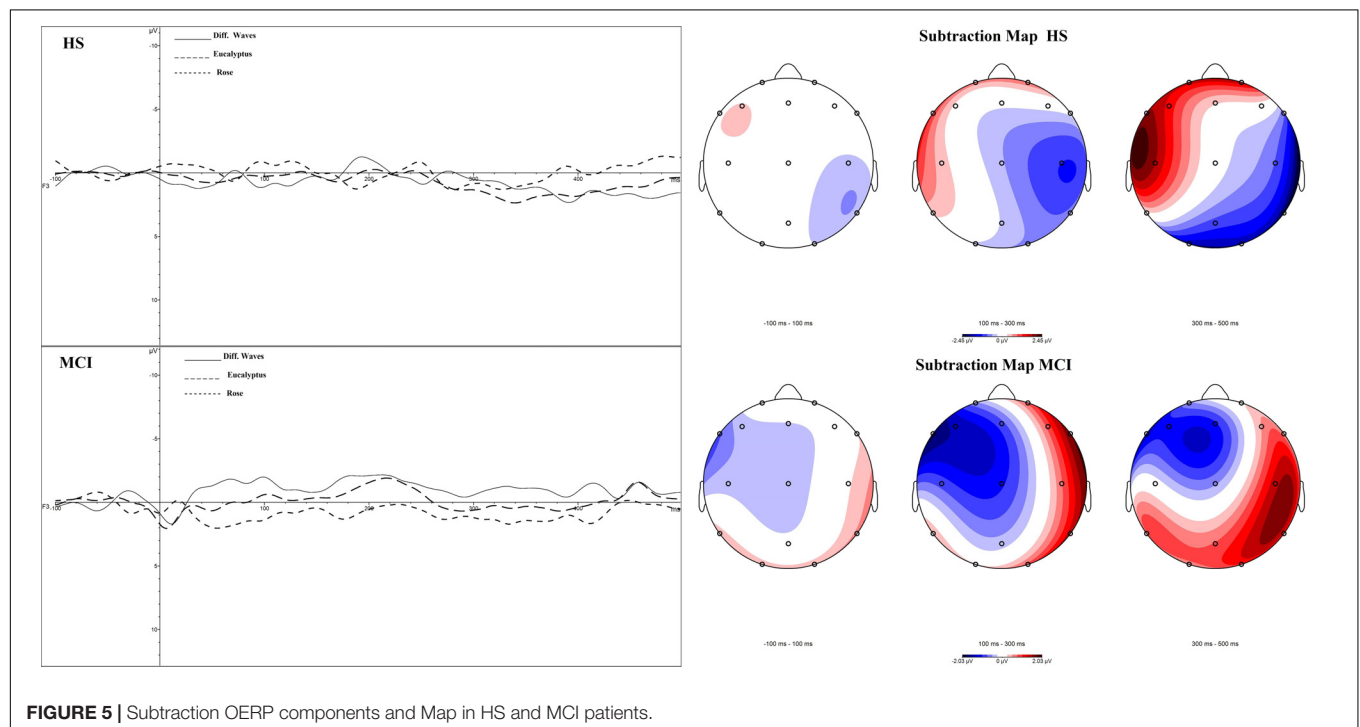 HS
µV
-10
Diff. Waves
Eucalyptus
Rose
-5
F3
-100
100
200
300
400
ms
5
10
Subtraction Map HS
-100 ms - 100 ms
100 ms - 300 ms
-2.45 µV 0 µV 2.45 µV
300 ms - 500 ms
MCI
µV
-10
Diff. Waves
Eucalyptus
Rose
-5
F3
-100
100
200
300
400
ms
5
10
Subtraction Map MCI
-100 ms - 100 ms
100 ms - 300 ms
-2.03 µV 0 µV 2.03 µV
300 ms - 500 ms
FIGURE 5 | Subtraction OERP components and Map in HS and MCI patients.